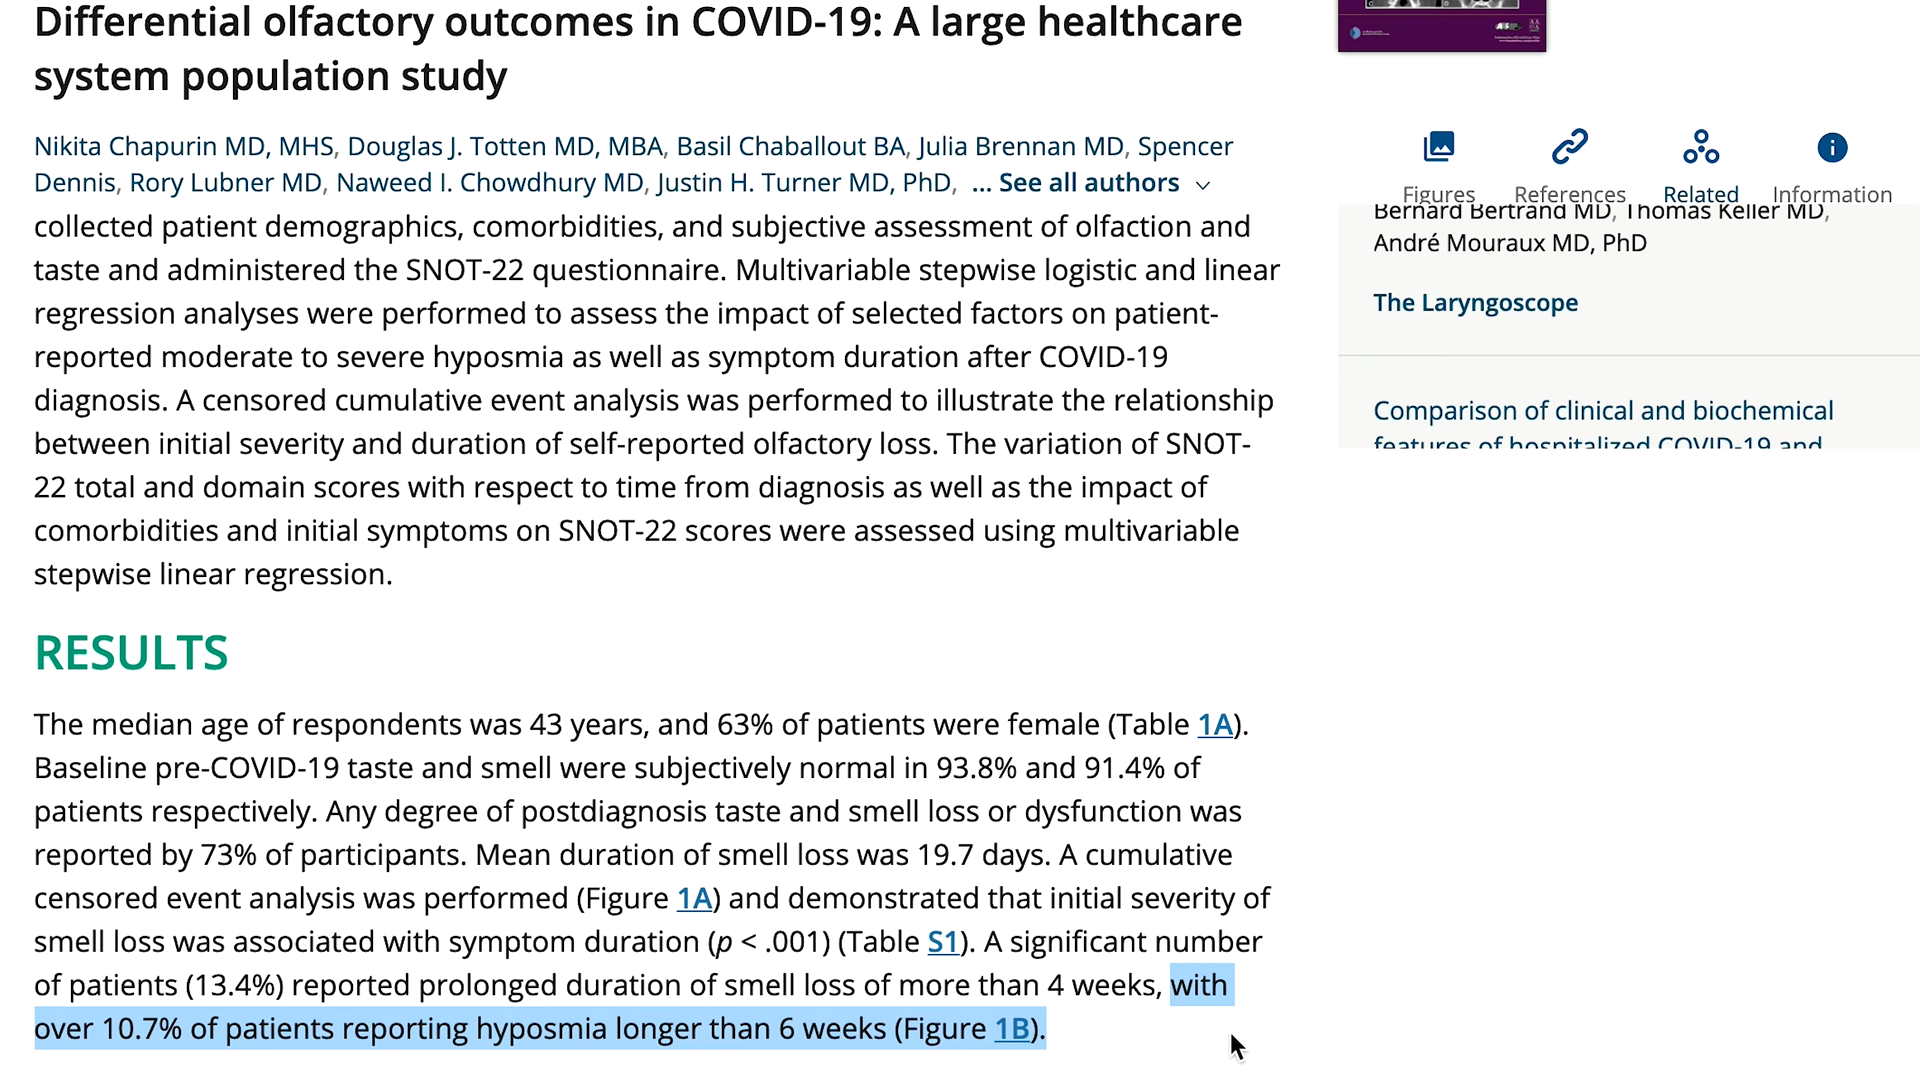 Differential olfactory outcomes in COVID-19: A large healthcare
system population study
Nikita Chapurin MD, MHS, Douglas J. Totten MD, MBA, Basil Chaballout BA, Julia Brennan MD, Spencer
Dennis, Rory Lubner MD, Naweed I. Chowdhury MD, Justin H. Turner MD, PhD, ... See all authors
collected patient demographics, comorbidities, and subjective assessment of olfaction and
taste and administered the SNOT-22 questionnaire. Multivariable stepwise logistic and linear
regression analyses were performed to assess the impact of selected factors on patient-
reported moderate to severe hyposmia as well as symptom duration after COVID-19
diagnosis. A censored cumulative event analysis was performed to illustrate the relationship
between initial severity and duration of self-reported olfactory loss. The variation of SNOT-
22 total and domain scores with respect to time from diagnosis as well as the impact of
comorbidities and initial symptoms on SNOT-22 scores were assessed using multivariable
stepwise linear regression.
RESULTS
The median age of respondents was 43 years, and 63% of patients were female (Table 1A).
Baseline pre-COVID-19 taste and smell were subjectively normal in 93.8% and 91.4% of
patients respectively. Any degree of postdiagnosis taste and smell loss or dysfunction was
reported by 73% of participants. Mean duration of smell loss was 19.7 days. A cumulative
censored event analysis was performed (Figure 1A) and demonstrated that initial severity of
smell loss was associated with symptom duration (p < .001) (Table S1). A significant number
of patients (13.4%) reported prolonged duration of smell loss of more than 4 weeks, with
over 10.7% of patients reporting hyposmia longer than 6 weeks (Figure 1B).
Figures References Related Information
Bernard Bertrand MD, Thomas Keller MD,
André Mouraux MD, PhD
The Laryngoscope
Comparison of clinical and biochemical
features of hospitalized COVID-19 and